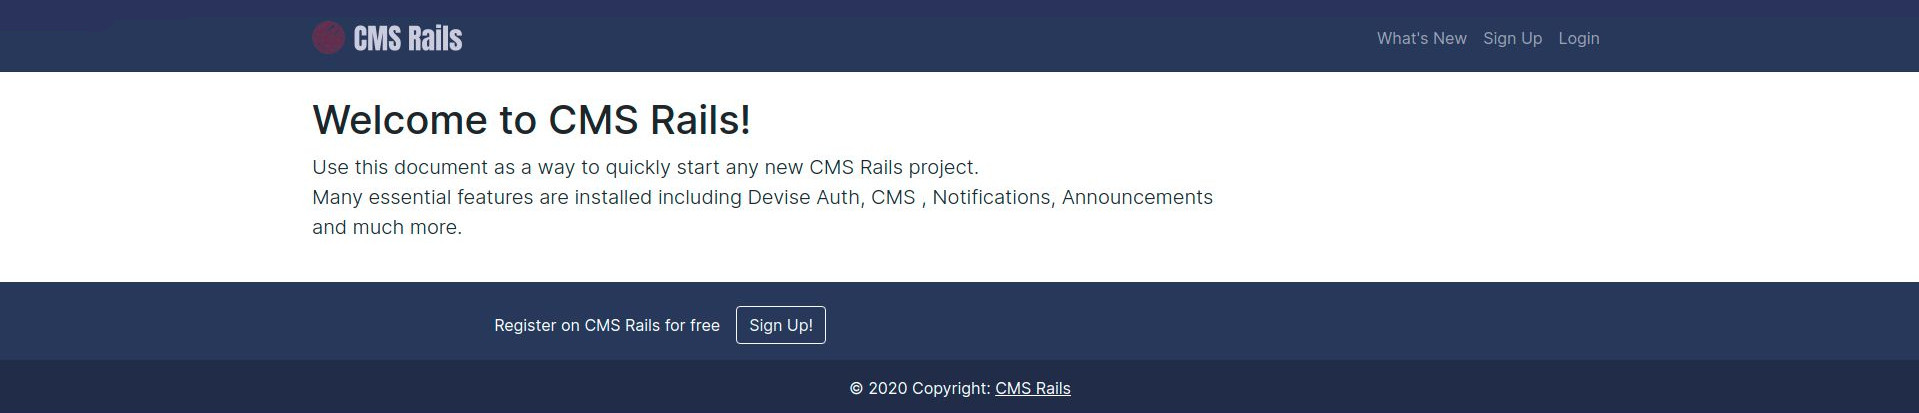 CMS Rails
What's New Sign Up Login
Welcome to CMS Rails!
Use this document as a way to quickly start any new CMS Rails project.
Many essential features are installed including Devise Auth, CMS , Notifications, Announcements
and much more.
Register on CMS Rails for free Sign Up!
© 2020 Copyright: CMS Rails